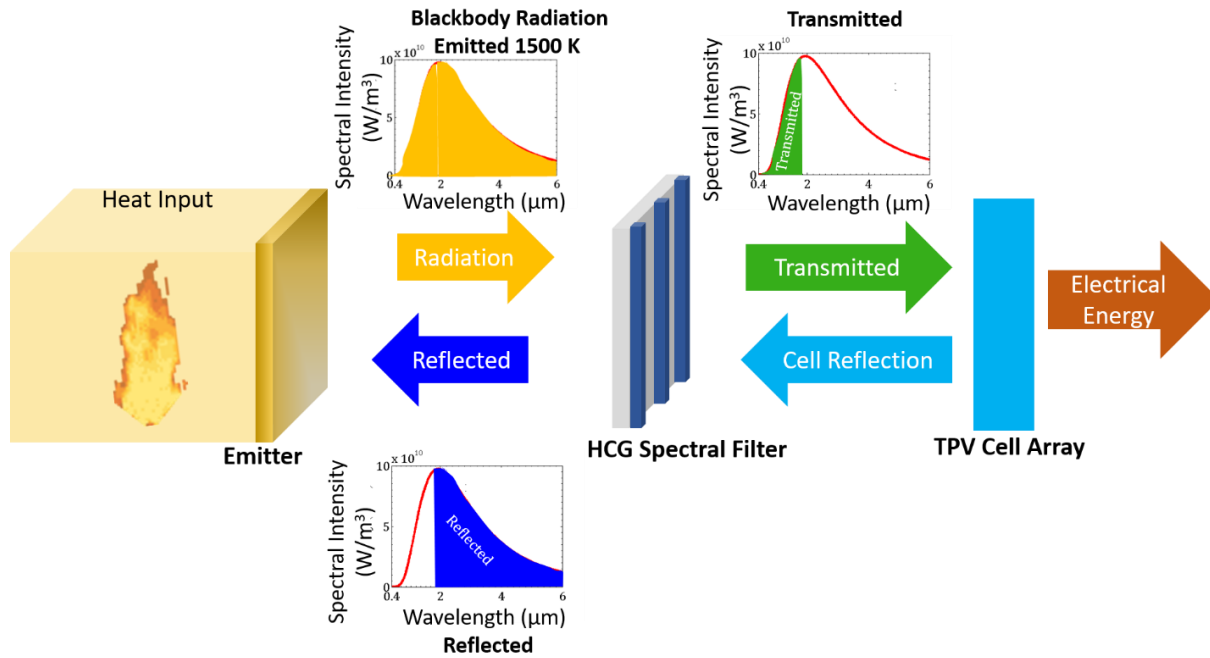 Blackbody Radiation
Emitted 1500 K
Spectral Intensity
(W/m³)
10 x 10¹⁰
5
0
0.4 2 4 6
Wavelength (µm)
Transmitted
Spectral Intensity
(W/m³)
10 x 10¹⁰
5
0
Transmitted
0.4 2 4 6
Wavelength (µm)
Heat Input
Radiation
Transmitted
Electrical
Energy
Reflected
Cell Reflection
Emitter
HCG Spectral Filter
TPV Cell Array
Spectral Intensity
(W/m³)
10 x 10¹⁰
5
0
Reflected
0.4 2 4 6
Wavelength (µm)
Reflected